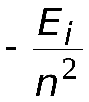 - E_i / n^2